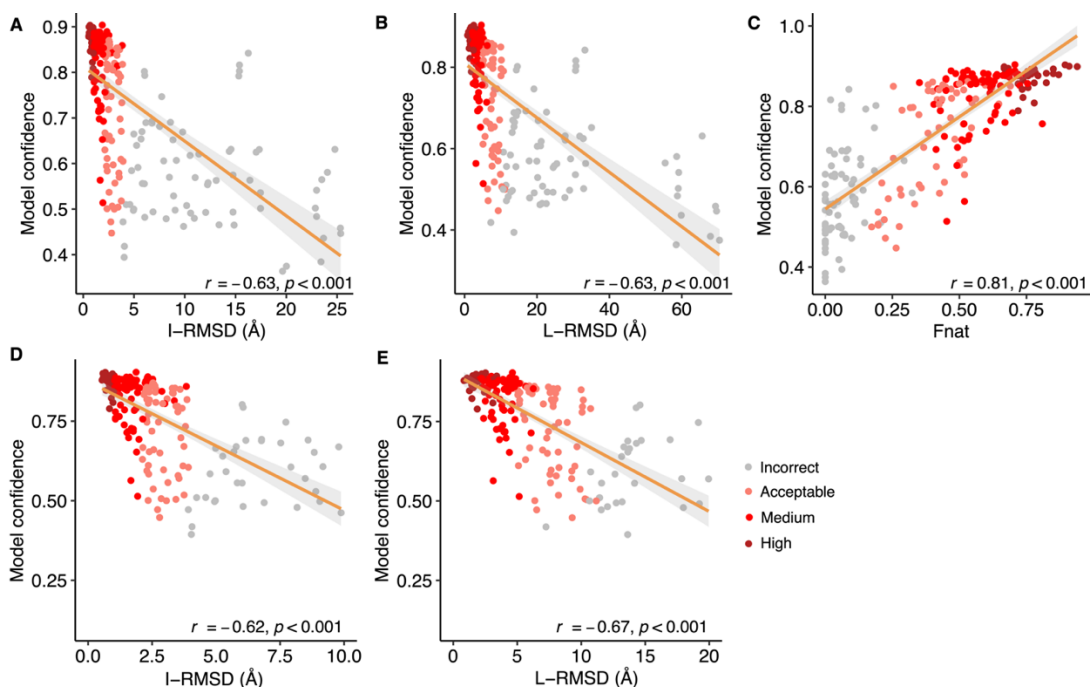 A
Model confidence
0.9
0.8
0.7
0.6
0.5
0.4
r = −0.63, p < 0.001
0 5 10 15 20 25
I−RMSD (Å)
B
Model confidence
0.8
0.6
0.4
r = −0.63, p < 0.001
0 20 40 60
L−RMSD (Å)
C
Model confidence
1.0
0.8
0.6
0.4
r = 0.81, p < 0.001
0.00 0.25 0.50 0.75
Fnat
D
Model confidence
0.75
0.50
0.25
r = −0.62, p < 0.001
0.0 2.5 5.0 7.5 10.0
I−RMSD (Å)
E
Model confidence
0.75
0.50
0.25
r = −0.67, p < 0.001
0 5 10 15 20
L−RMSD (Å)
Incorrect
Acceptable
Medium
High